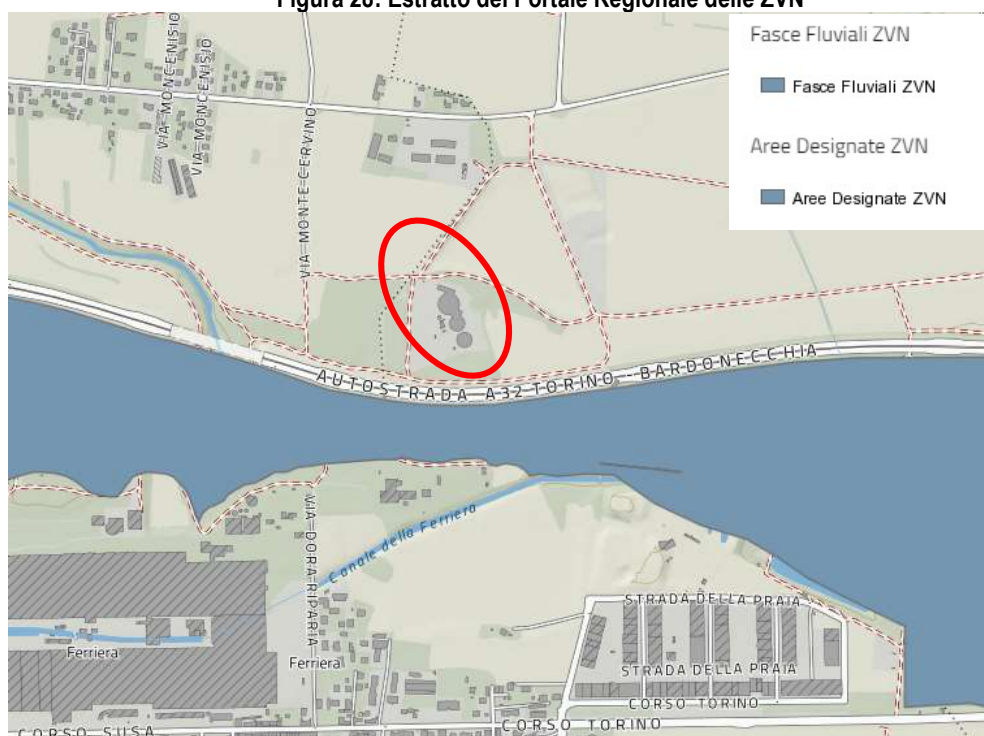 Figura 26: Estratto del Portale Regionale delle ZVN
Fasce Fluviali ZVN
Fasce Fluviali ZVN
Aree Designate ZVN
Aree Designate ZVN
VIA MONCENISIO
VIA MONCENISIO
VIA MONTE CERVINO
AUTOSTRADA A32 TORINO - BARDONECCHIA
VIA DORA RIPARIA
Canale della Ferriera
STRADA DELLA PRAIA
STRADA DELLA PRAIA
Ferriera
Ferriera
CORSO TORINO
CORSO TORINO
CORSO SUSA